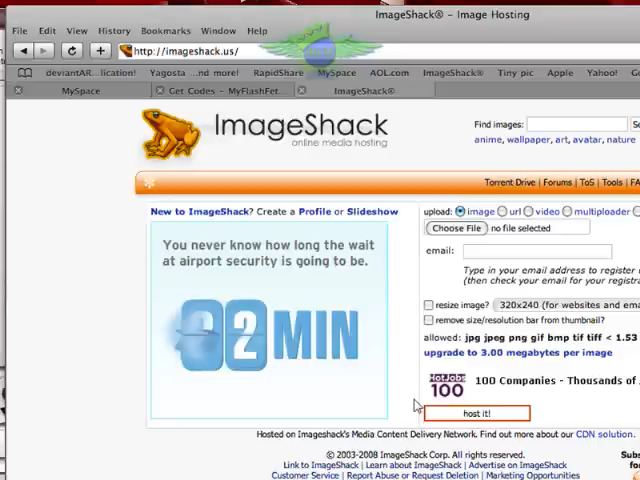 ImageShack® - Image Hosting
File Edit View History Bookmarks Window Help
http://imageshack.us/
deviantAR...lication! Yagosta ...nd more! RapidShare MySpace AOL.com ImageShack® Tiny pic Apple Yahoo!
MySpace Get Codes - MyFlashFet... ImageShack®
ImageShack
online media hosting
Find images:
anime, wallpaper, art, avatar, nature
Torrent Drive | Forums | ToS | Tools | FA
New to ImageShack? Create a Profile or Slideshow
upload: image url video multiuploader
Choose File no file selected
You never know how long the wait
at airport security is going to be.
email:
Type in your email address to register
(then check your email for your registra
2 MIN
resize image? 320x240 (for websites and ema
remove size/resolution bar from thumbnail?
allowed: jpg jpeg png gif bmp tif tiff < 1.53
upgrade to 3.00 megabytes per image
HotJobs
100
100 Companies - Thousands of
host it!
Hosted on Imageshack's Media Content Delivery Network. Find out more about our CDN solution.
© 2003-2008 ImageShack Corp. All rights reserved.
Link to ImageShack | Learn about ImageShack | Advertise on ImageShack
Customer Service | Report Abuse or Request Deletion | Marketing Opportunities
Subs